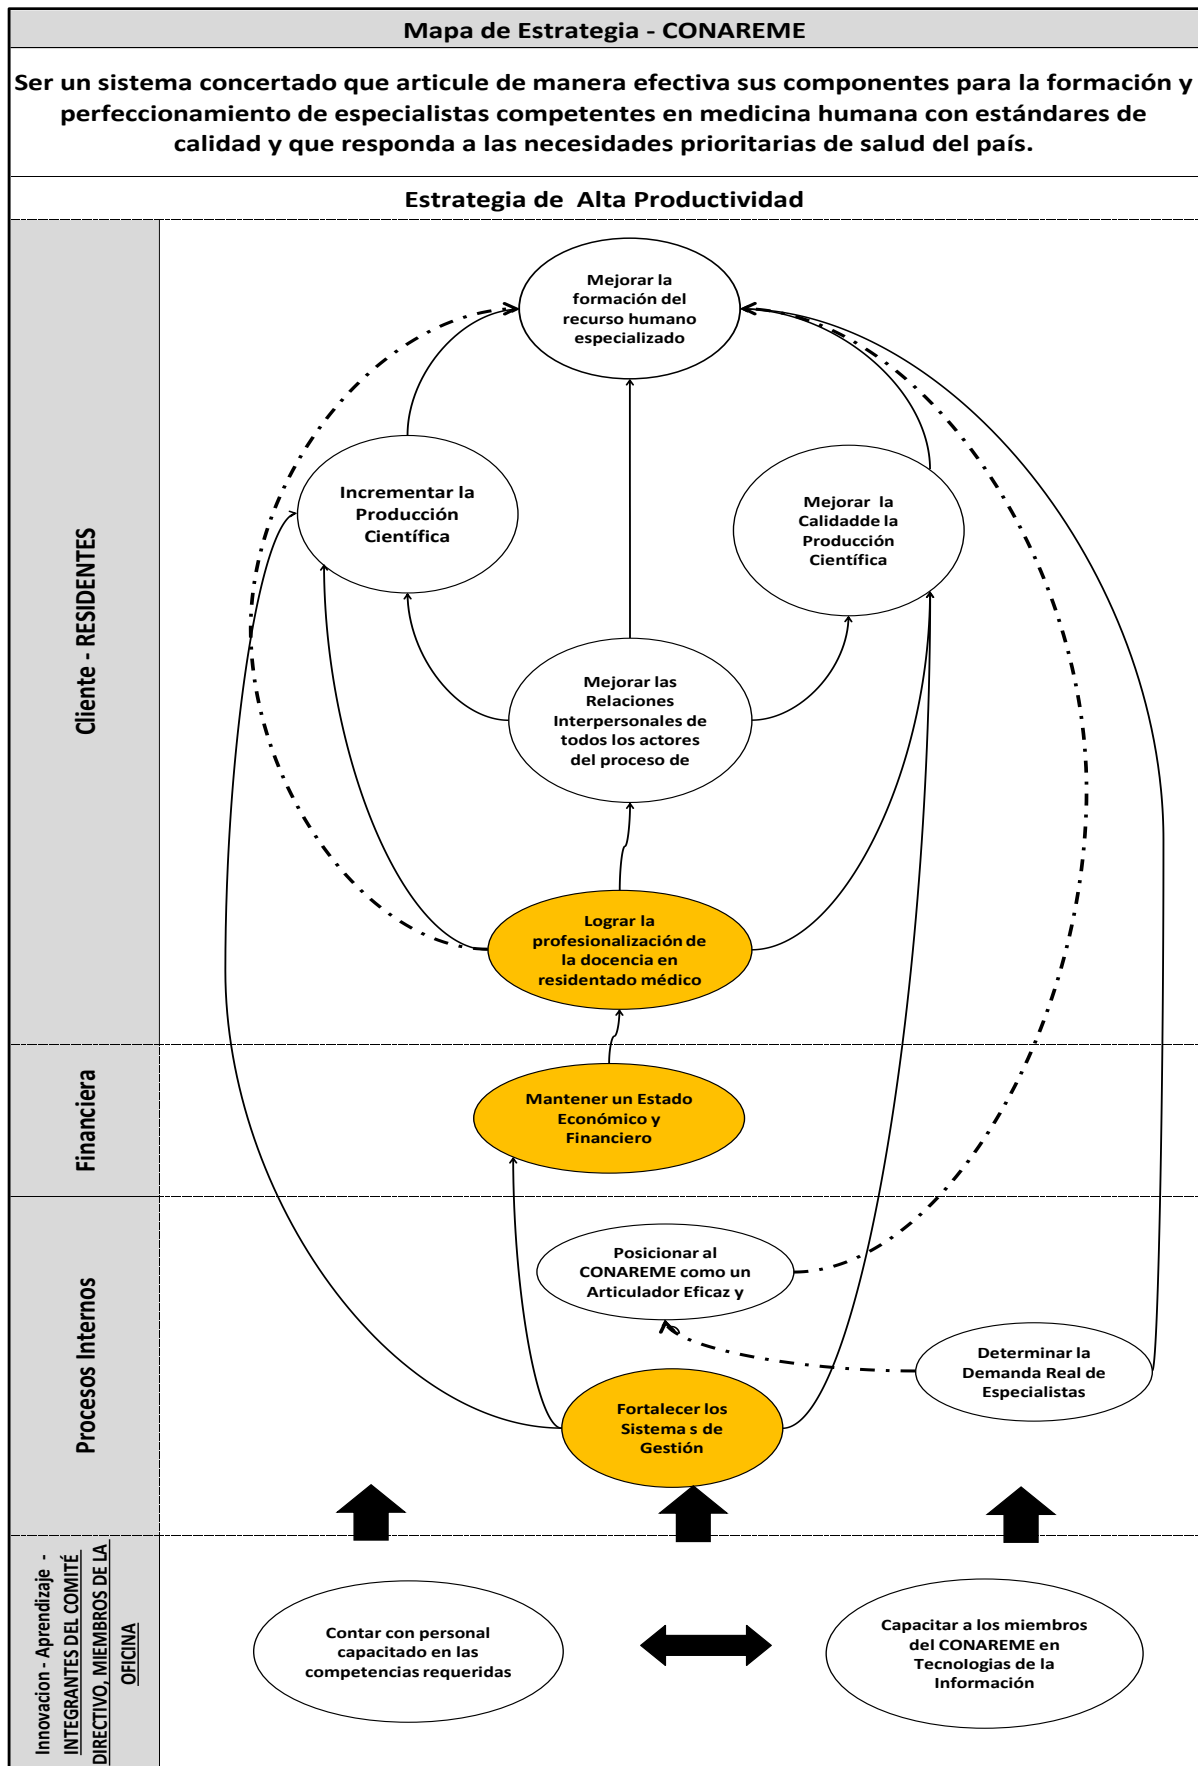 Mapa de Estrategia - CONAREME
Ser un sistema concertado que articule de manera efectiva sus componentes para la formación y
perfeccionamiento de especialistas competentes en medicina humana con estándares de
calidad y que responda a las necesidades prioritarias de salud del país.
Estrategia de Alta Productividad
Cliente - RESIDENTES
Mejorar la
formación del
recurso humano
especializado
Incrementar la
Producción
Científica
Mejorar la
Calidadde la
Producción
Científica
Mejorar las
Relaciones
Interpersonales de
todos los actores
del proceso de
Lograr la
profesionalización de
la docencia en
residentado médico
Financiera
Mantener un Estado
Económico y
Financiero
Procesos Internos
Posicionar al
CONAREME como un
Articulador Eficaz y
Determinar la
Demanda Real de
Especialistas
Fortalecer los
Sistema s de
Gestión
Innovacion - Aprendizaje -
INTEGRANTES DEL COMITÉ
DIRECTIVO, MIEMBROS DE LA
OFICINA
Contar con personal
capacitado en las
competencias requeridas
Capacitar a los miembros
del CONAREME en
Tecnologias de la
Información